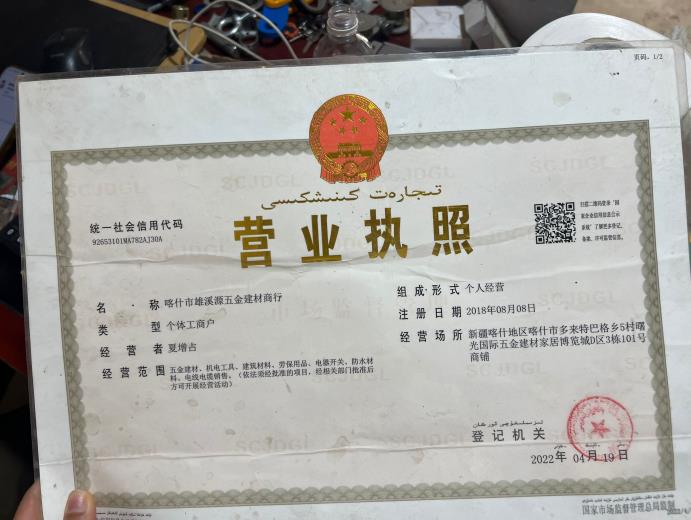 页码：1/2
تىجارەت كىنىشكىسى
营业执照
统一社会信用代码
92653101MA782AJ30A
扫描二维码登录“国
家企业信用信息公示
系统”了解更多登记、
备案、许可监管信息。
名称 喀什市雄溪源五金建材商行
类型 个体工商户
经营者 夏增占
经营范围 五金建材、机电工具、建筑材料、劳保用品、电器开关、防水材
料、电线电缆销售。（依法须经批准的项目，经相关部门批准后
方可开展经营活动）
组成形式 个人经营
注册日期 2018年08月08日
经营场所 新疆喀什地区喀什市多来特巴格乡5村曙
光国际五金建材家居博览城D区3栋101号
商铺
登记机关
2022年 04月 19日
国家市场监督管理总局监制